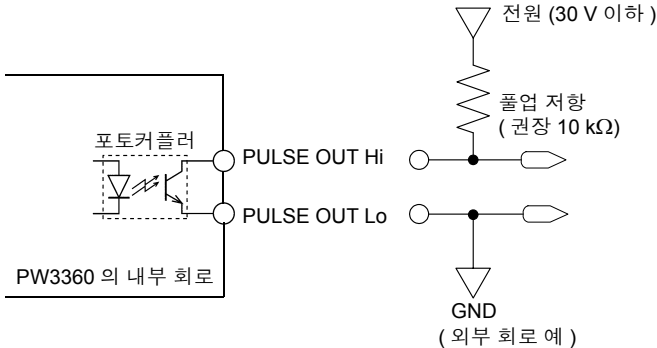 전원 (30 V 이하 )
풀업 저항
( 권장 10 kΩ)
포토커플러
PULSE OUT Hi
PULSE OUT Lo
PW3360 의 내부 회로
GND
( 외부 회로 예 )